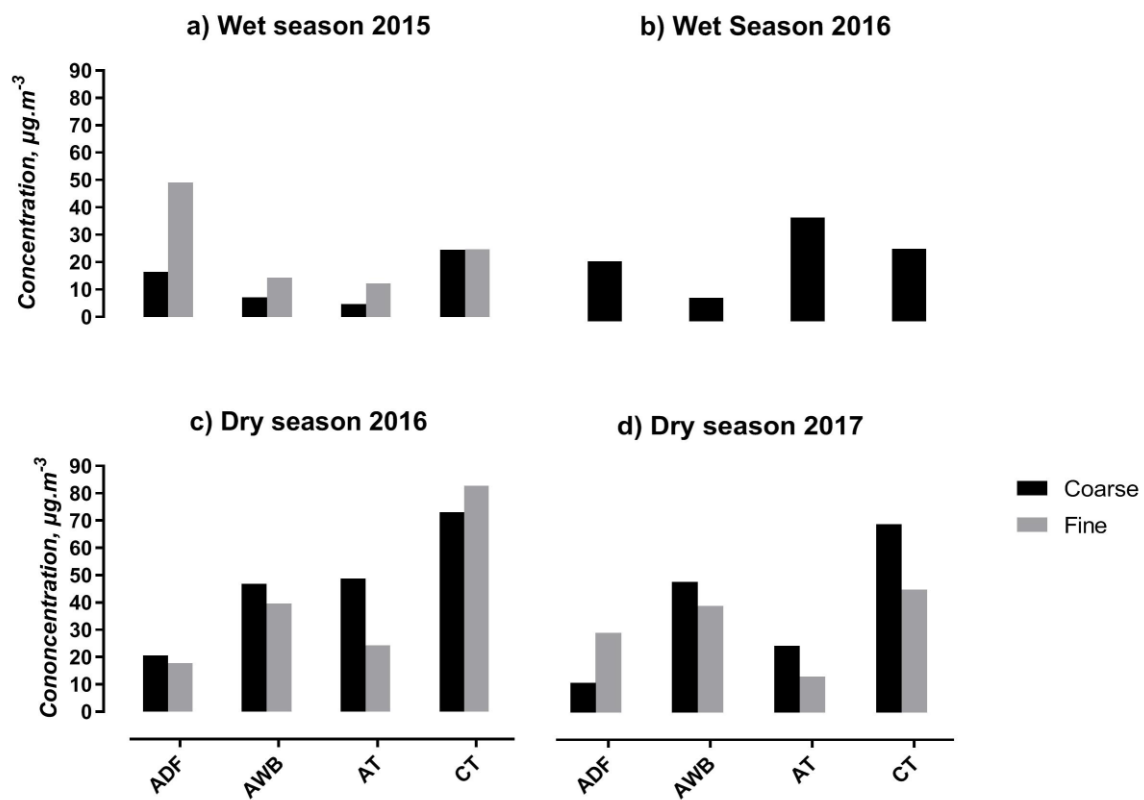 a) Wet season 2015
b) Wet Season 2016
Concentration, µg.m-3
90
80
70
60
50
40
30
20
10
0
c) Dry season 2016
d) Dry season 2017
Cononcentration, µg.m-3
90
80
70
60
50
40
30
20
10
0
Coarse
Fine
ADF
AWB
AT
CT
ADF
AWB
AT
CT